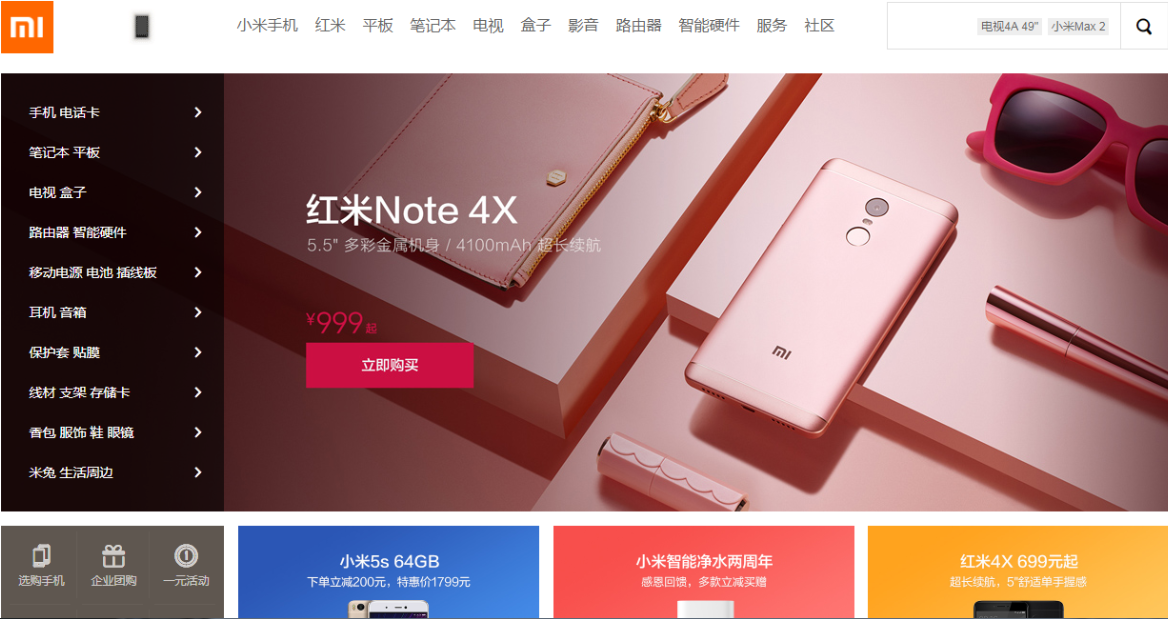 小米手机 红米 平板 笔记本 电视 盒子 影音 路由器 智能硬件 服务 社区 电视4A 49" 小米Max 2
手机 电话卡
笔记本 平板
电视 盒子
路由器 智能硬件
移动电源 电池 插线板
耳机 音箱
保护套 贴膜
线材 支架 存储卡
香包 服饰 鞋 眼镜
米兔 生活周边
红米Note 4X
5.5" 多彩金属机身 / 4100mAh 超长续航
¥999起
立即购买
选购手机 企业团购 一元活动
小米5s 64GB
下单立减200元，特惠价1799元
小米智能净水两周年
感恩回馈，多款立减买赠
红米4X 699元起
超长续航，5"舒适单手握感